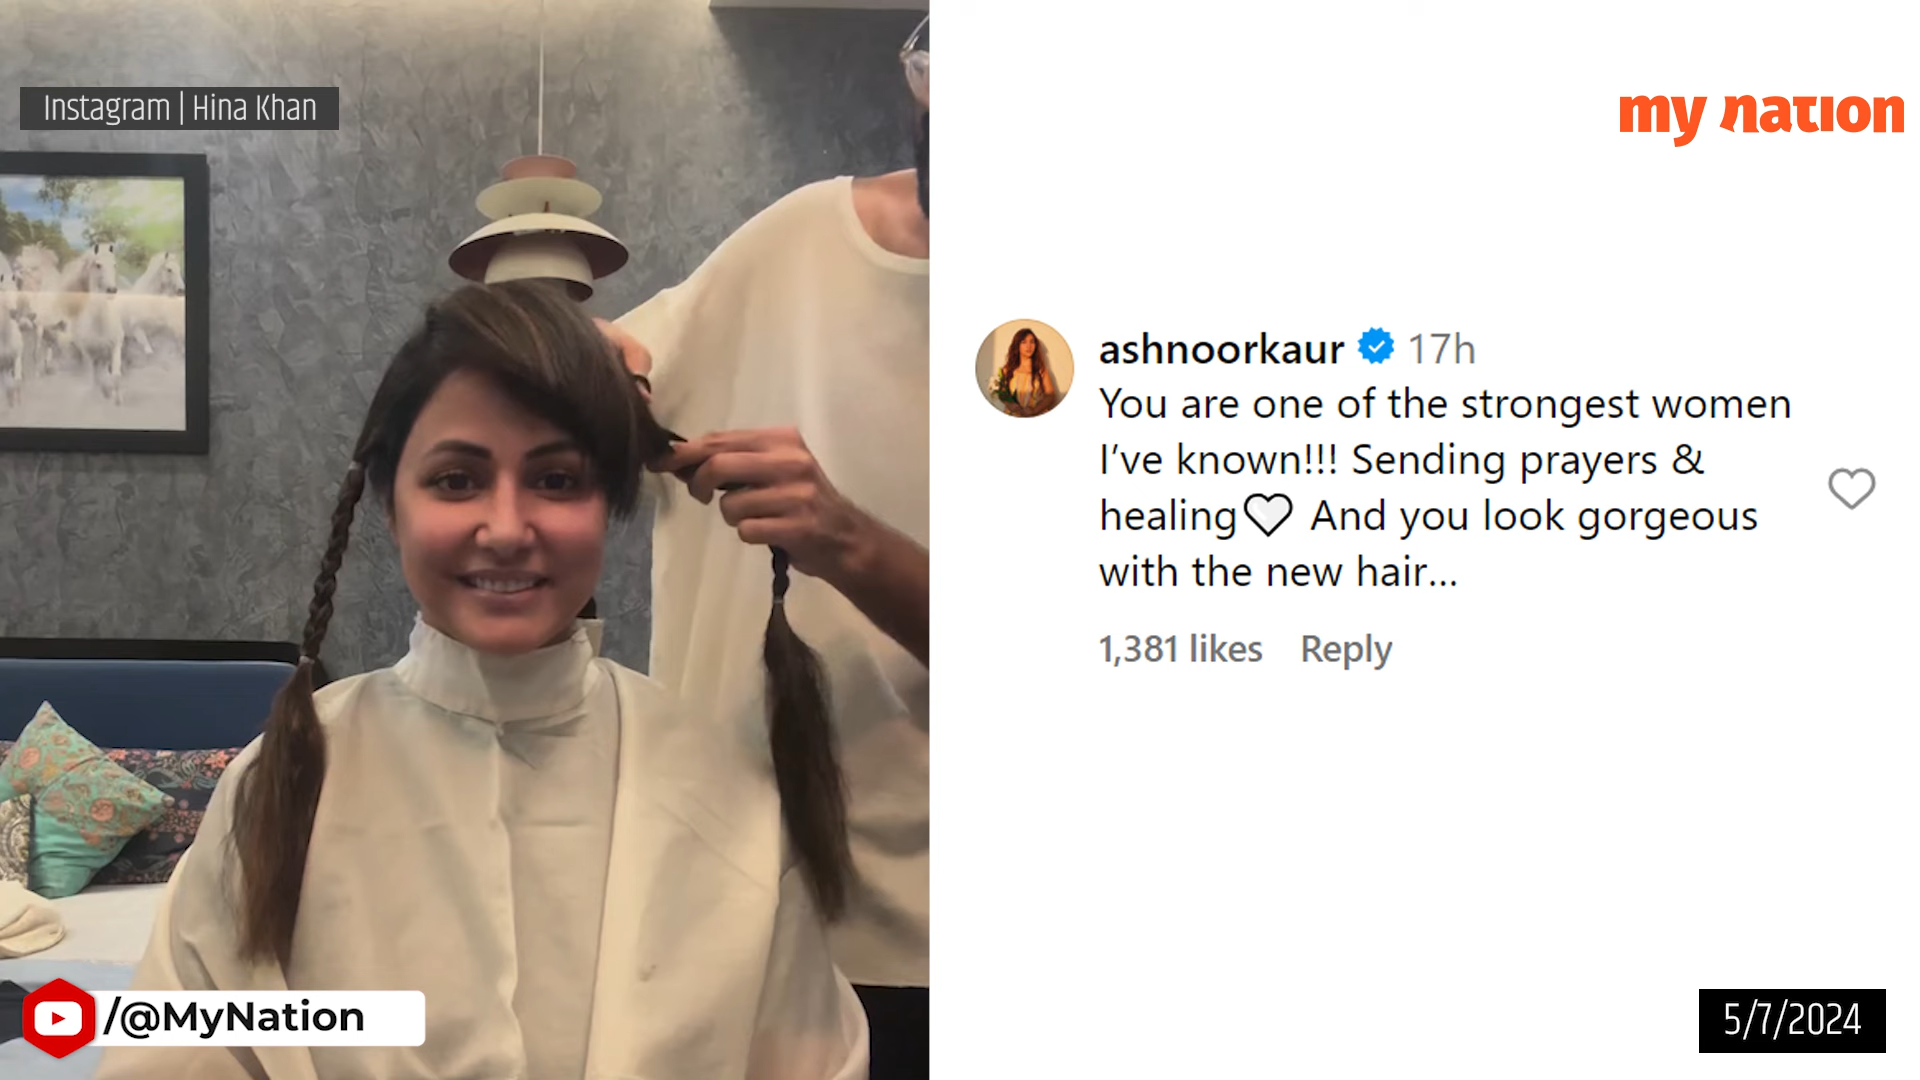 Instagram | Hina Khan
my nation
ashnoorkaur 17h
You are one of the strongest women
I’ve known!!! Sending prayers &
healing🤍 And you look gorgeous
with the new hair...
1,381 likes Reply
/@MyNation
5/7/2024